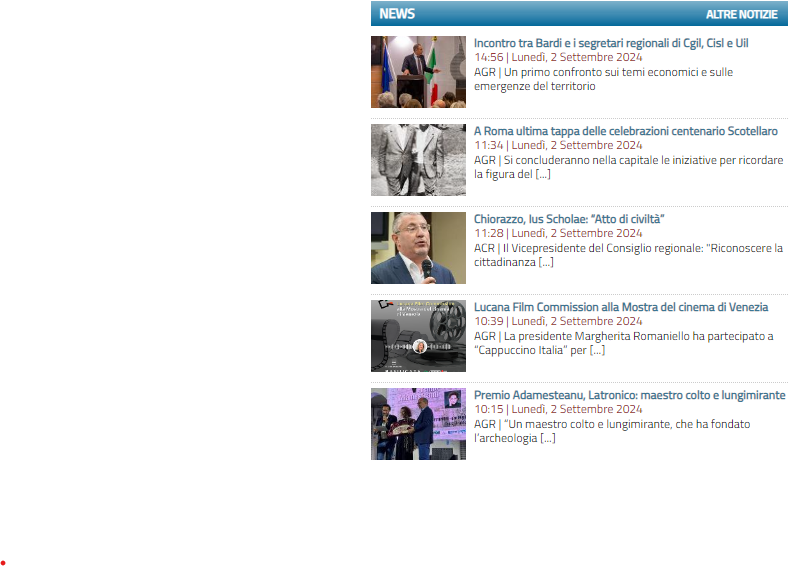 NEWS
ALTRE NOTIZIE
Incontro tra Bardi e i segretari regionali di Cgil, Cisl e Uil
14:56 | Lunedì, 2 Settembre 2024
AGR | Un primo confronto sui temi economici e sulle
emergenze del territorio
A Roma ultima tappa delle celebrazioni centenario Scotellaro
11:34 | Lunedì, 2 Settembre 2024
AGR | Si concluderanno nella capitale le iniziative per ricordare
la figura del [...]
Chiorazzo, Ius Scholae: “Atto di civiltà”
11:28 | Lunedì, 2 Settembre 2024
ACR | Il Vicepresidente del Consiglio regionale: "Riconoscere la
cittadinanza [...]
Lucana Film Commission alla Mostra del cinema di Venezia
10:39 | Lunedì, 2 Settembre 2024
AGR | La presidente Margherita Romaniello ha partecipato a
“Cappuccino Italia” per [...]
Premio Adamesteanu, Latronico: maestro colto e lungimirante
10:15 | Lunedì, 2 Settembre 2024
AGR | “Un maestro colto e lungimirante, che ha fondato
l’archeologia [...]